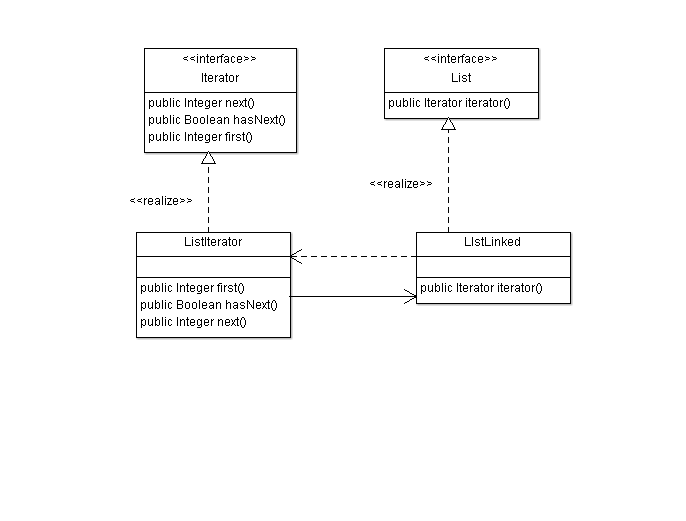 <<interface>>
Iterator
public Integer next()
public Boolean hasNext()
public Integer first()
<<interface>>
List
public Iterator iterator()
<<realize>>
<<realize>>
ListIterator
public Integer first()
public Boolean hasNext()
public Integer next()
LIstLinked
public Iterator iterator()